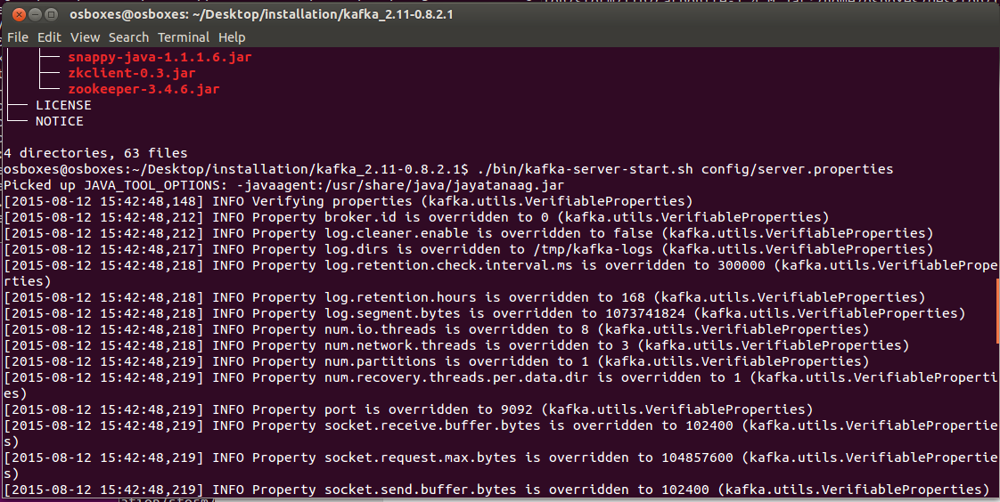 osboxes@osboxes: ~/Desktop/installation/kafka_2.11-0.8.2.1
File Edit View Search Terminal Help
snappy-java-1.1.1.6.jar
zkclient-0.3.jar
zookeeper-3.4.6.jar
LICENSE
NOTICE
4 directories, 63 files
osboxes@osboxes:~/Desktop/installation/kafka_2.11-0.8.2.1$ ./bin/kafka-server-start.sh config/server.properties
Picked up JAVA_TOOL_OPTIONS: -javaagent:/usr/share/java/jayatanaag.jar
[2015-08-12 15:42:48,148] INFO Verifying properties (kafka.utils.VerifiableProperties)
[2015-08-12 15:42:48,212] INFO Property broker.id is overridden to 0 (kafka.utils.VerifiableProperties)
[2015-08-12 15:42:48,212] INFO Property log.cleaner.enable is overridden to false (kafka.utils.VerifiableProperties)
[2015-08-12 15:42:48,217] INFO Property log.dirs is overridden to /tmp/kafka-logs (kafka.utils.VerifiableProperties)
[2015-08-12 15:42:48,218] INFO Property log.retention.check.interval.ms is overridden to 300000 (kafka.utils.VerifiablePrope
rties)
[2015-08-12 15:42:48,218] INFO Property log.retention.hours is overridden to 168 (kafka.utils.VerifiableProperties)
[2015-08-12 15:42:48,218] INFO Property log.segment.bytes is overridden to 1073741824 (kafka.utils.VerifiableProperties)
[2015-08-12 15:42:48,218] INFO Property num.io.threads is overridden to 8 (kafka.utils.VerifiableProperties)
[2015-08-12 15:42:48,219] INFO Property num.network.threads is overridden to 3 (kafka.utils.VerifiableProperties)
[2015-08-12 15:42:48,219] INFO Property num.partitions is overridden to 1 (kafka.utils.VerifiableProperties)
[2015-08-12 15:42:48,219] INFO Property num.recovery.threads.per.data.dir is overridden to 1 (kafka.utils.VerifiableProperti
es)
[2015-08-12 15:42:48,219] INFO Property port is overridden to 9092 (kafka.utils.VerifiableProperties)
[2015-08-12 15:42:48,219] INFO Property socket.receive.buffer.bytes is overridden to 102400 (kafka.utils.VerifiablePropertie
s)
[2015-08-12 15:42:48,219] INFO Property socket.request.max.bytes is overridden to 104857600 (kafka.utils.VerifiablePropertie
s)
[2015-08-12 15:42:48,219] INFO Property socket.send.buffer.bytes is overridden to 102400 (kafka.utils.VerifiableProperties)